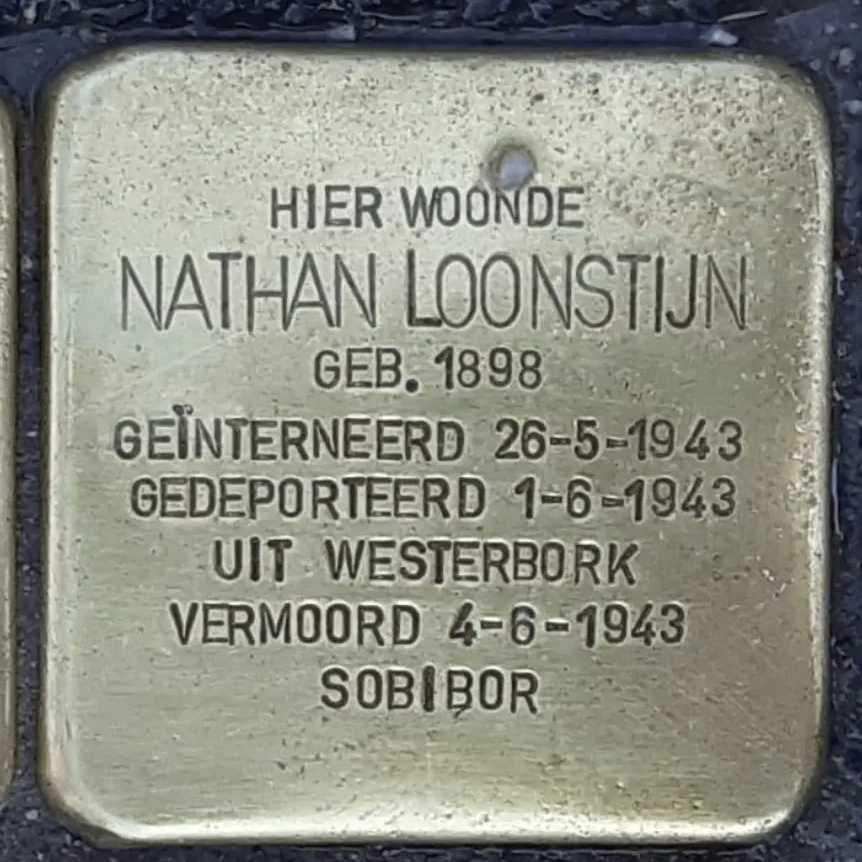 HIER WOONDE
NATHAN LOONSTIJN
GEB. 1898
GEÏNTERNEERD 26-5-1943
GEDEPORTEERD 1-6-1943
UIT WESTERBORK
VERMOORD 4-6-1943
SOBIBOR